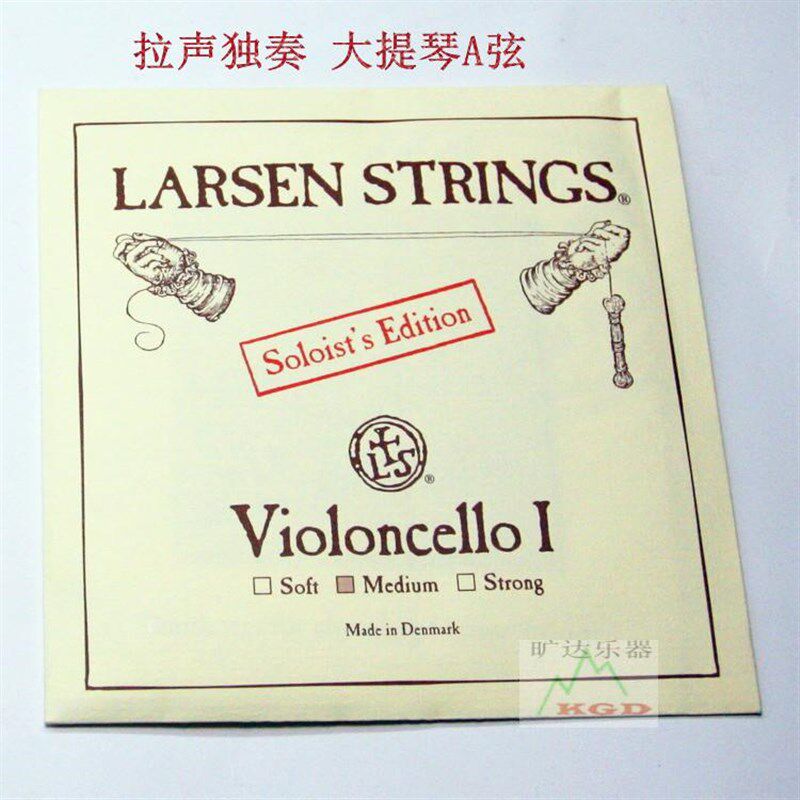 拉声独奏 大提琴A弦
LARSEN STRINGS®
Soloist's Edition
LS®
Violoncello I
☐ Soft ■ Medium ☐ Strong
Made in Denmark
旷达乐器
KGD